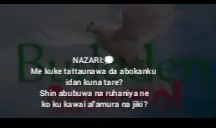 NAZARI:
Me kuke tattaunawa da abokanku
idan kuna tare?
Shin abubuwa na ruhaniya ne
ko ku kawai al'amura na jiki?